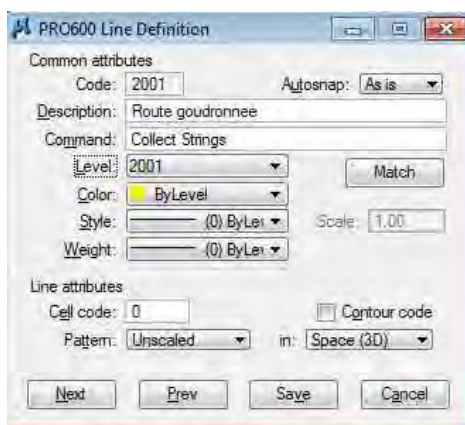 PRO600 Line Definition
Common attributes
Code: 2001 Autosnap: As is
Description: Route goudronnee
Command: Collect Strings
Level: 2001 Match
Color: ByLevel
Style: (0) ByLe Scale: 1.00
Weight: (0) ByLe
Line attributes
Cell code: 0 Contour code
Pattern: Unscaled in: Space (3D)
Next Prev Save Cancel